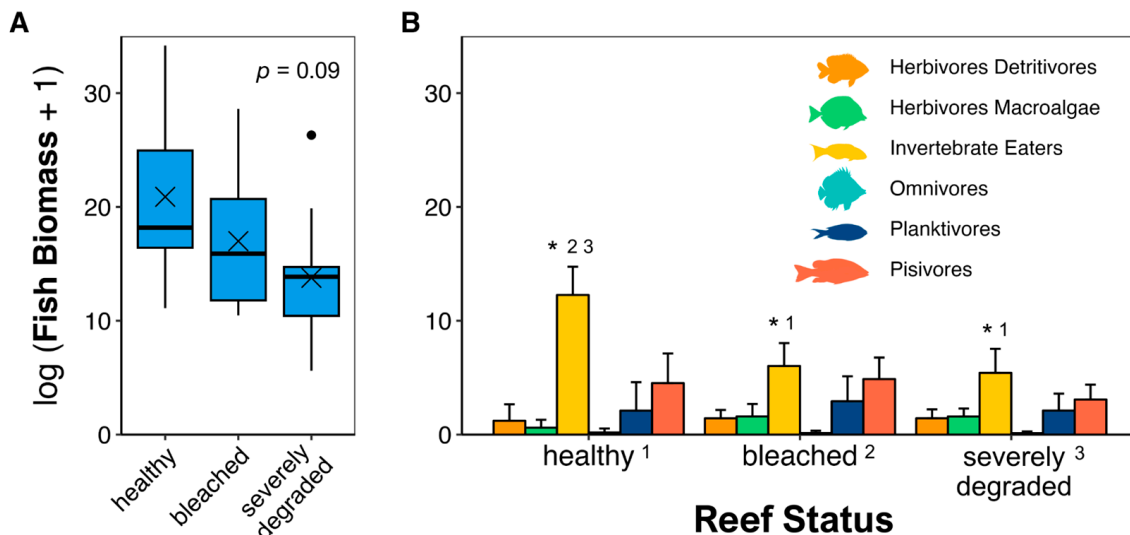 A
log (Fish Biomass + 1)
30
20
10
0
p = 0.09
healthy
bleached
severely
degraded
B
30
20
10
0
Herbivores Detritivores
Herbivores Macroalgae
Invertebrate Eaters
Omnivores
Planktivores
Pisivores
* 2 3
* 1
* 1
healthy 1
bleached 2
severely 3
degraded
Reef Status